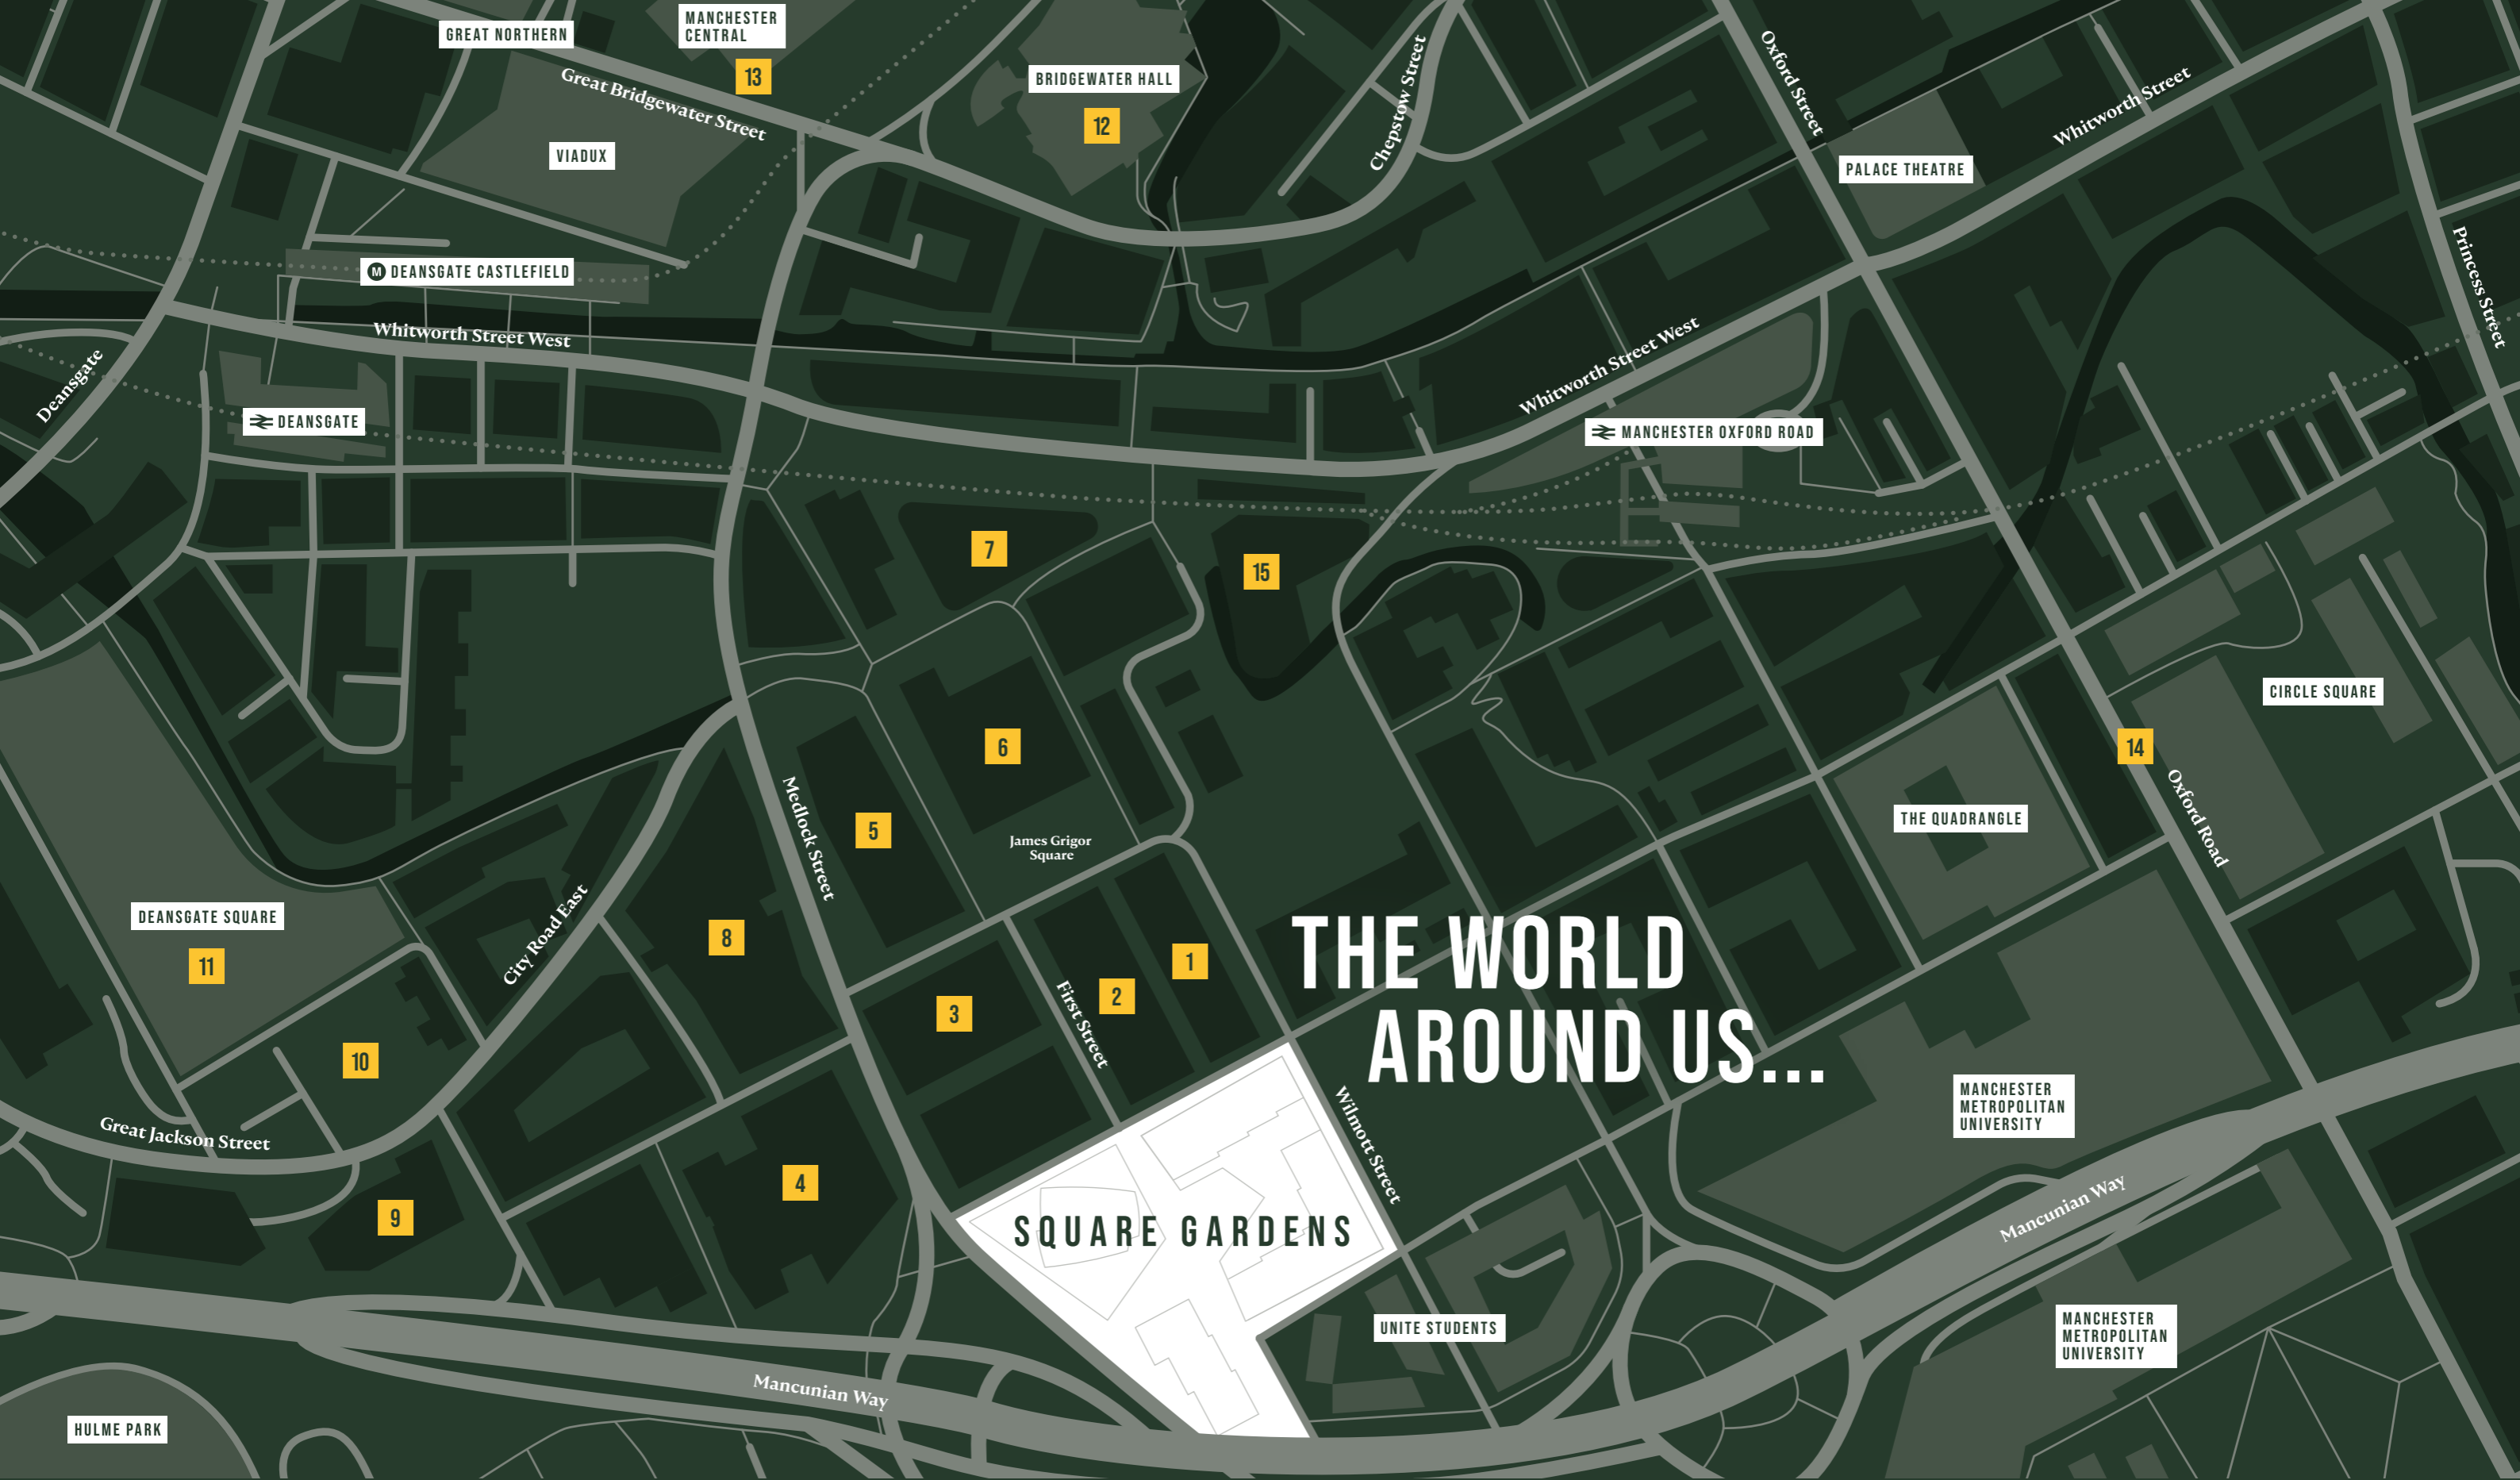 GREAT NORTHERN
MANCHESTER
CENTRAL
13
Great Bridgewater Street
BRIDGEWATER HALL
12
Chepstow Street
Oxford Street
Whitworth Street
PALACE THEATRE
VIADUX
Princess Street
M DEANSGATE CASTLEFIELD
Whitworth Street West
Deansgate
DEANSGATE
Whitworth Street West
MANCHESTER OXFORD ROAD
7
15
CIRCLE SQUARE
6
14
Medlock Street
5
James Grigor
Square
THE QUADRANGLE
Oxford Road
DEANSGATE SQUARE
11
City Road East
8
1
2
3
First Street
THE WORLD
AROUND US...
10
Great Jackson Street
Wilmott Street
MANCHESTER
METROPOLITAN
UNIVERSITY
4
9
SQUARE GARDENS
Mancunian Way
UNITE STUDENTS
MANCHESTER
METROPOLITAN
UNIVERSITY
Mancunian Way
HULME PARK